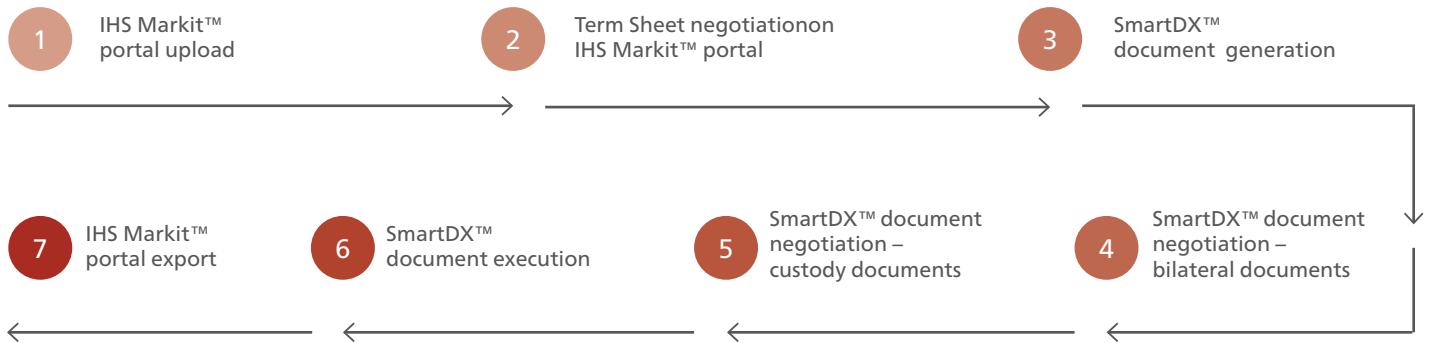 1
IHS Markit™
portal upload
2
Term Sheet negotiationon
IHS Markit™ portal
3
SmartDX™
document generation
7
IHS Markit™
portal export
6
SmartDX™
document execution
5
SmartDX™ document
negotiation –
custody documents
4
SmartDX™ document
negotiation –
bilateral documents